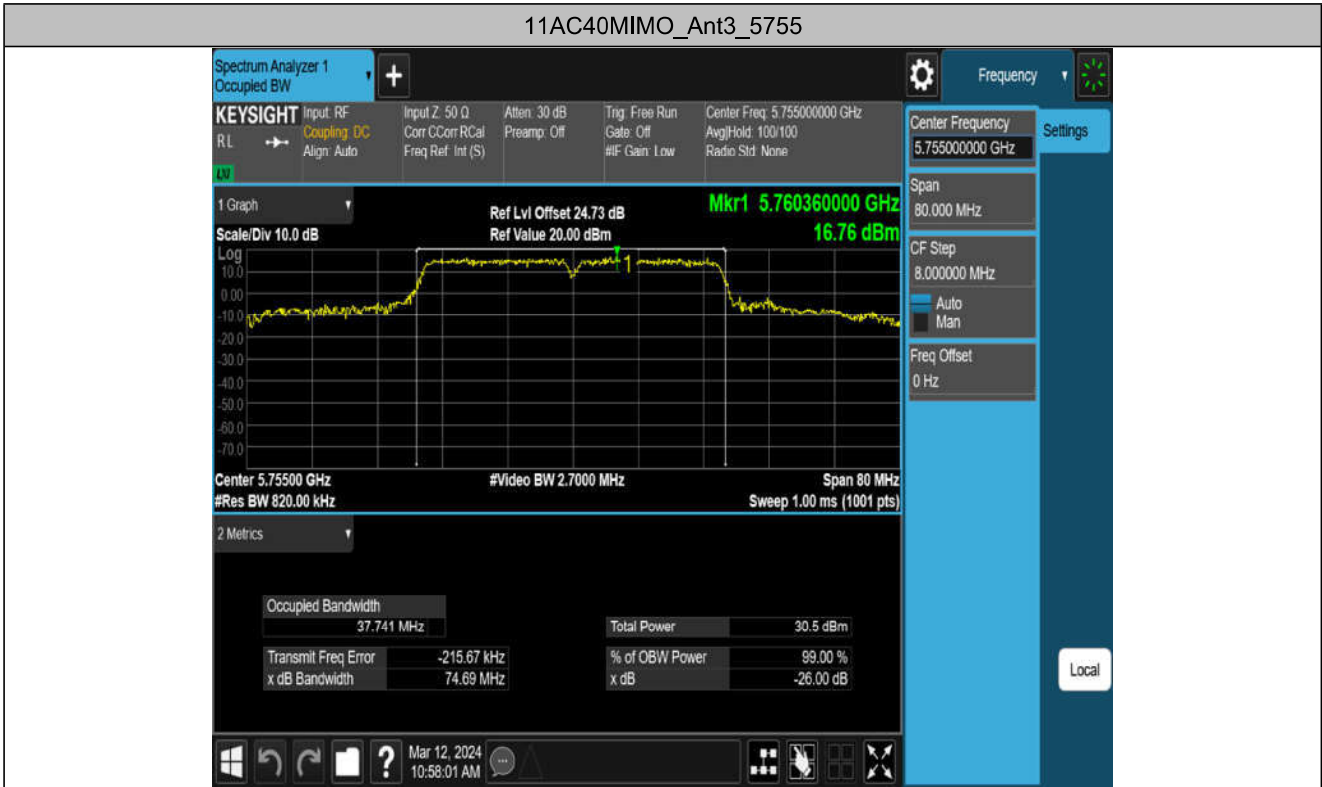 11AC40MIMO_Ant3_5755
Spectrum Analyzer 1
Occupied BW
Frequency
KEYSIGHT
RL
LXI
Input: RF
Coupling: DC
Align: Auto
Input Z: 50 Ω
Corr CCorr RCal
Freq Ref: Int (S)
Atten: 30 dB
Preamp: Off
Trig: Free Run
Gate: Off
#IF Gain: Low
Center Freq: 5.755000000 GHz
Avg|Hold: 100/100
Radio Std: None
Center Frequency
5.755000000 GHz
Settings
Span
80.000 MHz
CF Step
8.000000 MHz
Auto
Man
Freq Offset
0 Hz
Local
1 Graph
Scale/Div 10.0 dB
Ref Lvl Offset 24.73 dB
Ref Value 20.00 dBm
Mkr1 5.760360000 GHz
16.76 dBm
Log
10.0
0.00
-10.0
-20.0
-30.0
-40.0
-50.0
-60.0
-70.0
1
Center 5.75500 GHz
#Res BW 820.00 kHz
#Video BW 2.7000 MHz
Span 80 MHz
Sweep 1.00 ms (1001 pts)
2 Metrics
Occupied Bandwidth
37.741 MHz
Total Power 30.5 dBm
Transmit Freq Error -215.67 kHz
% of OBW Power 99.00 %
x dB Bandwidth 74.69 MHz
x dB -26.00 dB
Mar 12, 2024
10:58:01 AM